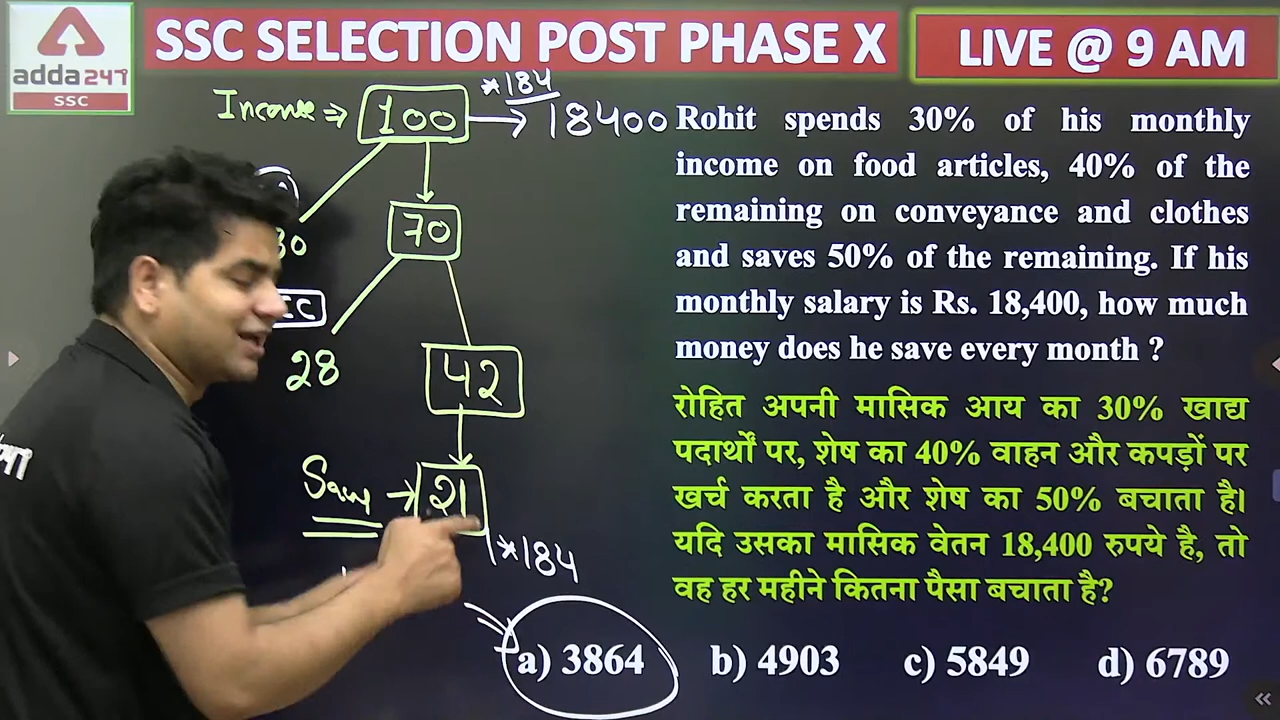 adda247
SSC
SSC SELECTION POST PHASE X
LIVE @ 9 AM
Income ⇒ 100 → 18400
*184
30
70
28
42
Save → 21
*184
Rohit spends 30% of his monthly
income on food articles, 40% of the
remaining on conveyance and clothes
and saves 50% of the remaining. If his
monthly salary is Rs. 18,400, how much
money does he save every month ?
रोहित अपनी मासिक आय का 30% खाद्य
पदार्थों पर, शेष का 40% वाहन और कपड़ों पर
खर्च करता है और शेष का 50% बचाता है।
यदि उसका मासिक वेतन 18,400 रुपये है, तो
वह हर महीने कितना पैसा बचाता है?
a) 3864 b) 4903 c) 5849 d) 6789